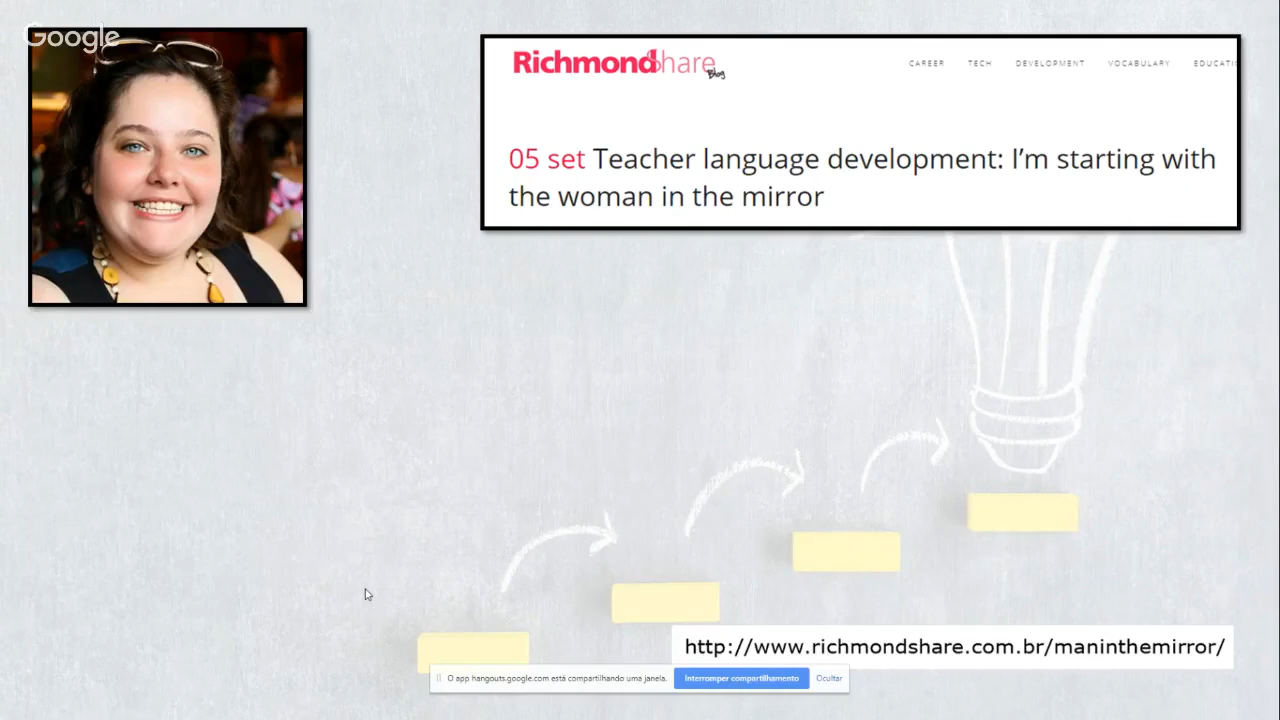 Google
RichmondShare
Blog
CAREER TECH DEVELOPMENT VOCABULARY EDUCATI
05 set Teacher language development: I'm starting with
the woman in the mirror
http://www.richmondshare.com.br/maninthemirror/
O app hangouts.google.com está compartilhando uma janela. Interromper compartilhamento Ocultar